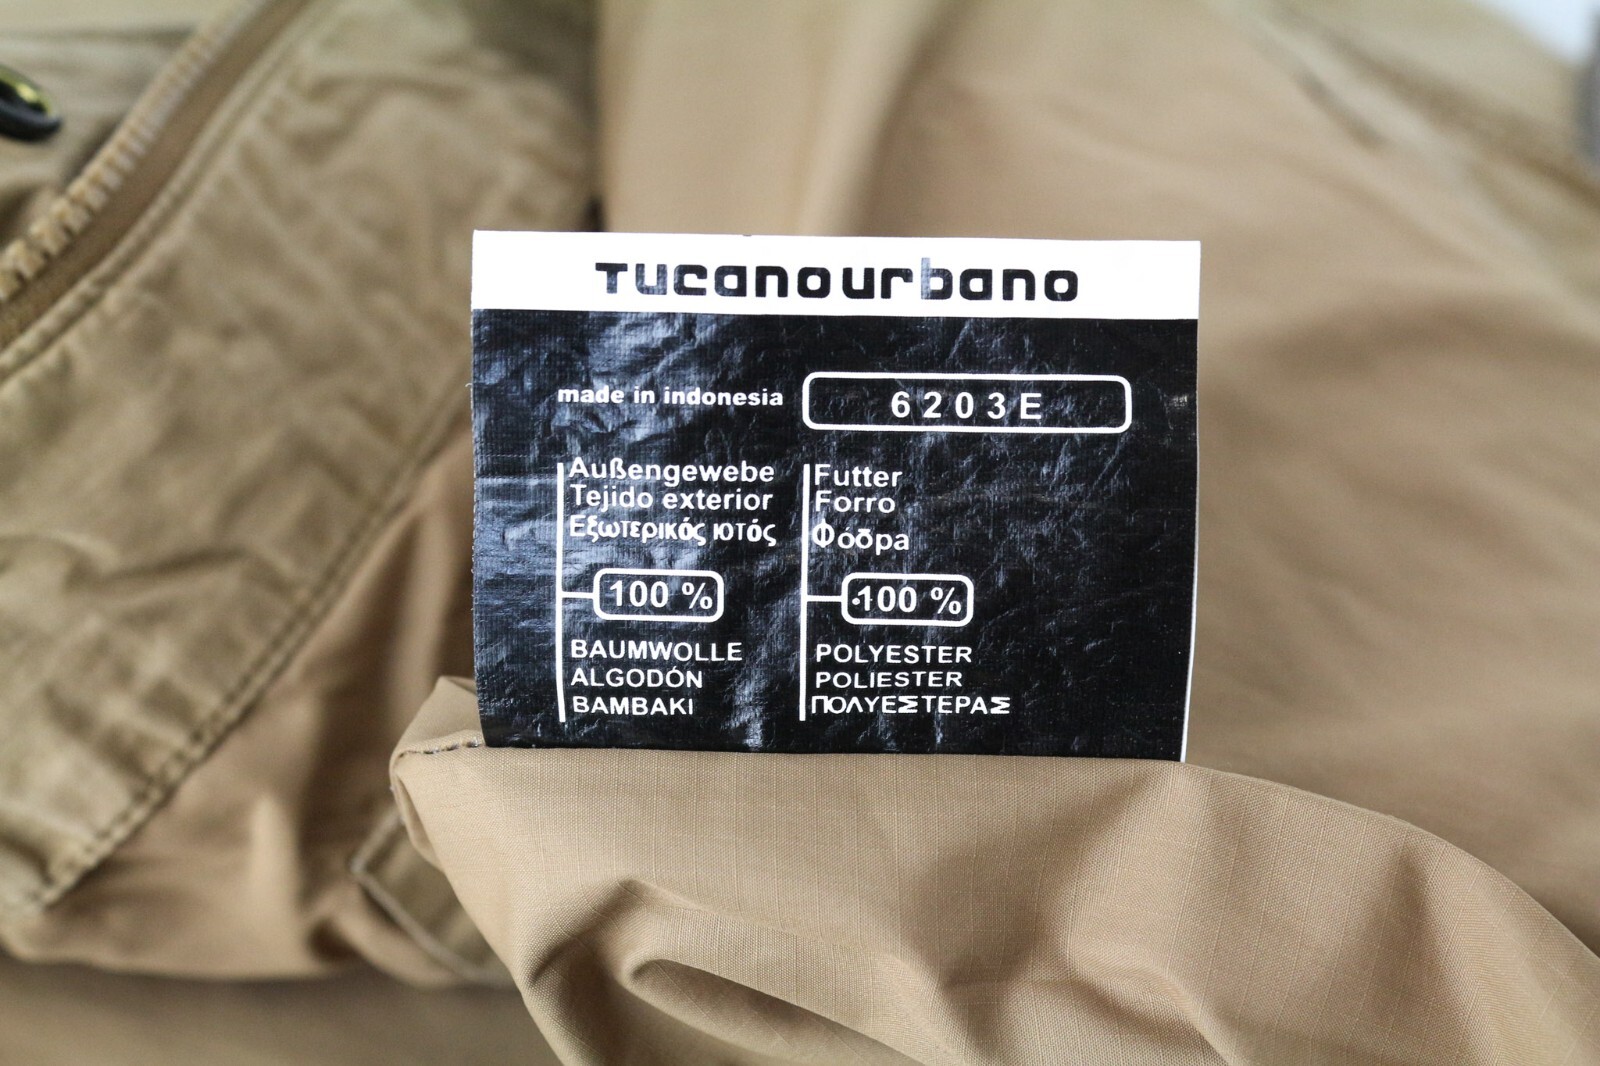 Tucanourbano
made in indonesia
6203E
Außengewebe
Tejido exterior
Εξωτερικός ιστός
100 %
BAUMWOLLE
ALGODÓN
BAMBAKI
Futter
Forro
Φόδρα
100 %
POLYESTER
POLIESTER
ΠΟΛΥΕΣΤΕΡΑΣ